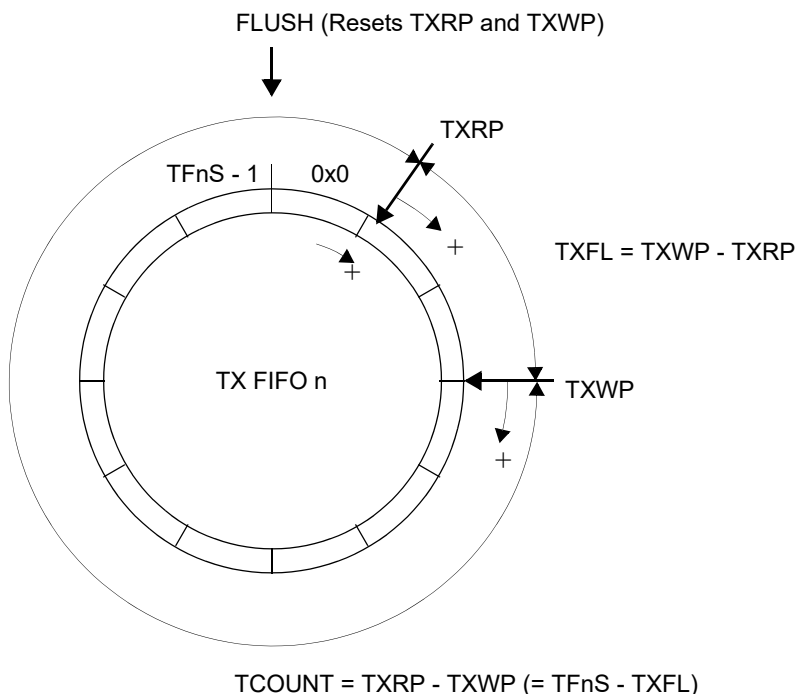 FLUSH (Resets TXRP and TXWP)
TXRP
TFnS - 1
0x0
+
+
TXFL = TXWP - TXRP
TX FIFO n
TXWP
+
TCOUNT = TXRP - TXWP (= TFnS - TXFL)